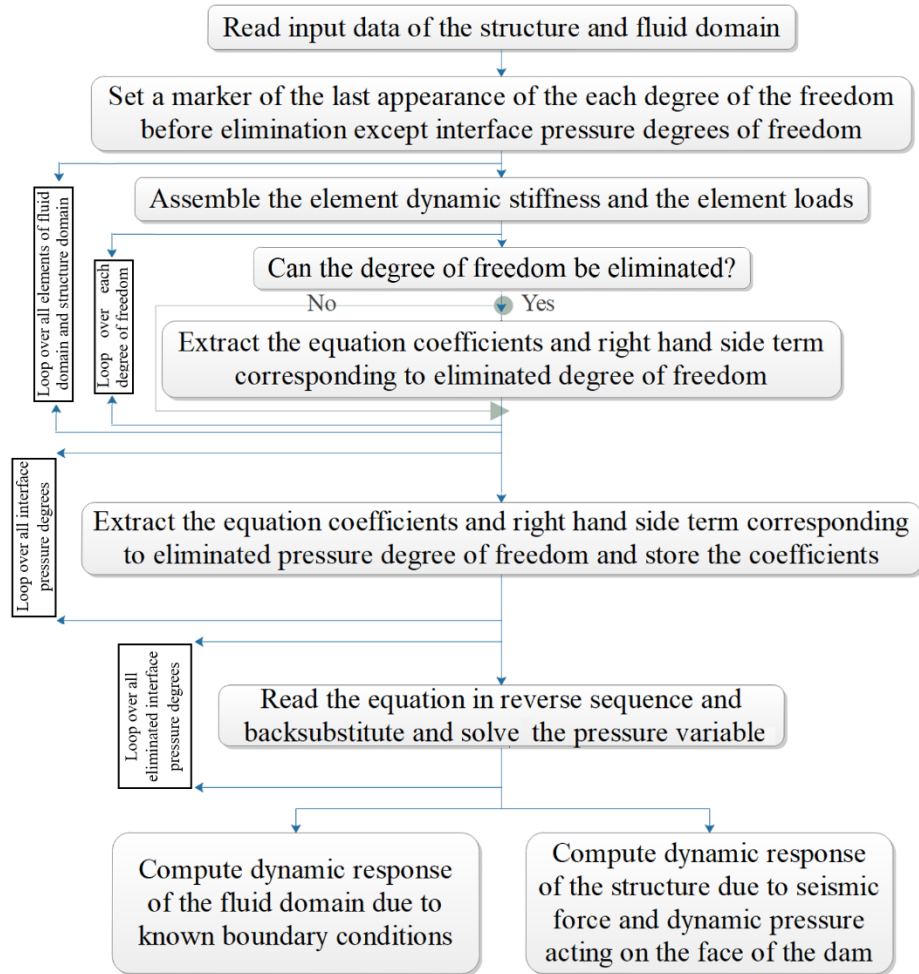 Read input data of the structure and fluid domain
Set a marker of the last appearance of the each degree of the freedom
before elimination except interface pressure degrees of freedom
Loop over all elements of fluid
domain and structure domain
Assemble the element dynamic stiffness and the element loads
Loop over each
degree of freedom
Can the degree of freedom be eliminated?
No
Yes
Extract the equation coefficients and right hand side term
corresponding to eliminated degree of freedom
Loop over all interface
pressure degrees
Extract the equation coefficients and right hand side term corresponding
to eliminated pressure degree of freedom and store the coefficients
Loop over all
eliminated interface
pressure degrees
Read the equation in reverse sequence and
backsubstitute and solve the pressure variable
Compute dynamic response
of the fluid domain due to
known boundary conditions
Compute dynamic response
of the structure due to seismic
force and dynamic pressure
acting on the face of the dam